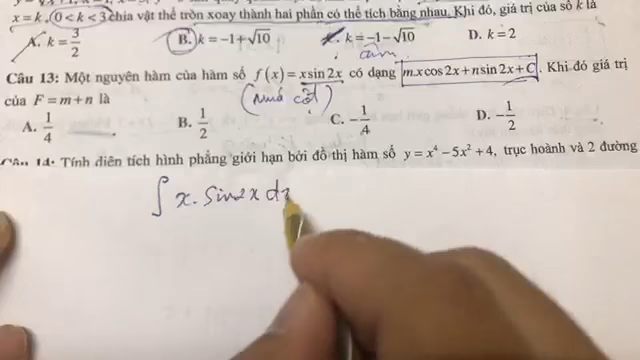 x = k, 0 < k < 3 chia vật thể tròn xoay thành hai phần có thể tích bằng nhau. Khi đó, giá trị của số k là
A. k = 3/2 B. k = −1+√10 C. k = −1−√10 D. k = 2
âm
Câu 13: Một nguyên hàm của hàm số f(x) = x sin 2x có dạng m.x cos 2x + n sin 2x + C. Khi đó giá trị
của F = m + n là
A. 1/4 B. 1/2 C. −1/4 D. −1/2
Câu 14: Tính diện tích hình phẳng giới hạn bởi đồ thị hàm số y = x⁴ − 5x² + 4, trục hoành và 2 đường
∫ x. sin2x dx